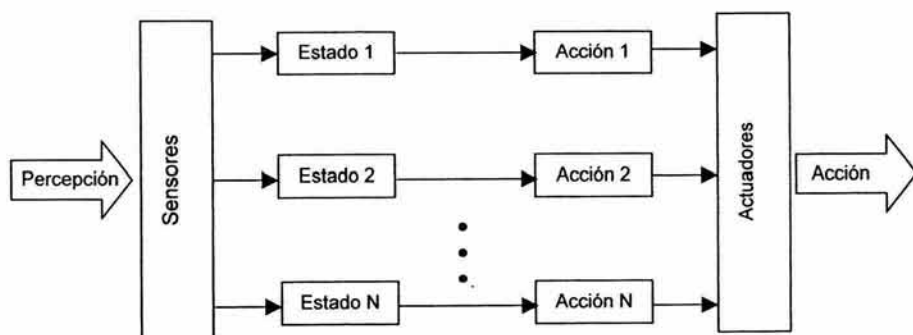 Estado 1
Acción 1
Percepción
Sensores
Estado 2
Acción 2
Actuadores
Acción
Estado N
Acción N